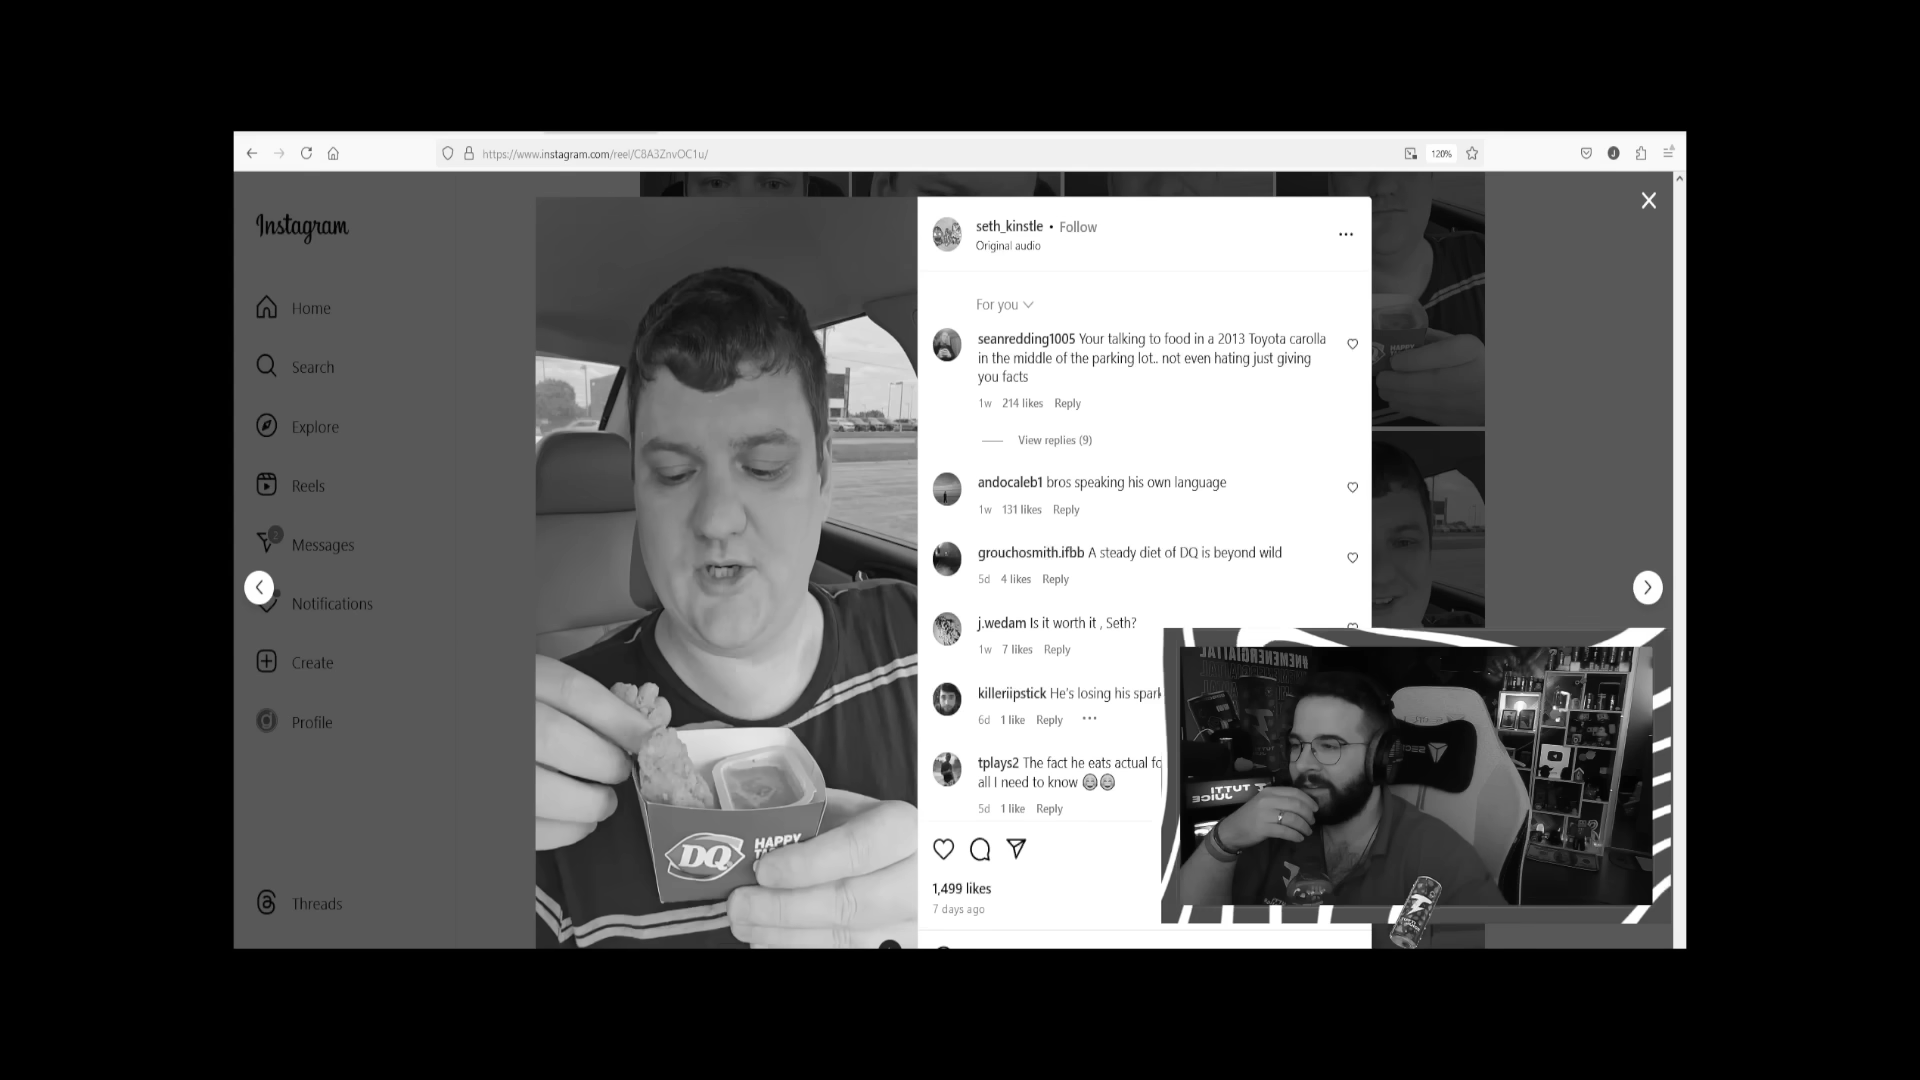 https://www.instagram.com/reel/C8A3ZnvOC1u/
120%
Instagram
Home
Search
Explore
Reels
2
Messages
Notifications
Create
Profile
Threads
seth_kinstle • Follow
Original audio
For you
seanredding1005 Your talking to food in a 2013 Toyota carolla
in the middle of the parking lot.. not even hating just giving
you facts
1w 214 likes Reply
View replies (9)
andocaleb1 bros speaking his own language
1w 131 likes Reply
grouchosmith.ifbb A steady diet of DQ is beyond wild
5d 4 likes Reply
j.wedam Is it worth it , Seth?
1w 7 likes Reply
killeriipstick He's losing his spark
6d 1 like Reply
tplays2 The fact he eats actual fo
all I need to know
5d 1 like Reply
1,499 likes
7 days ago
DQ
HAPPY
TUTTI
JUICE